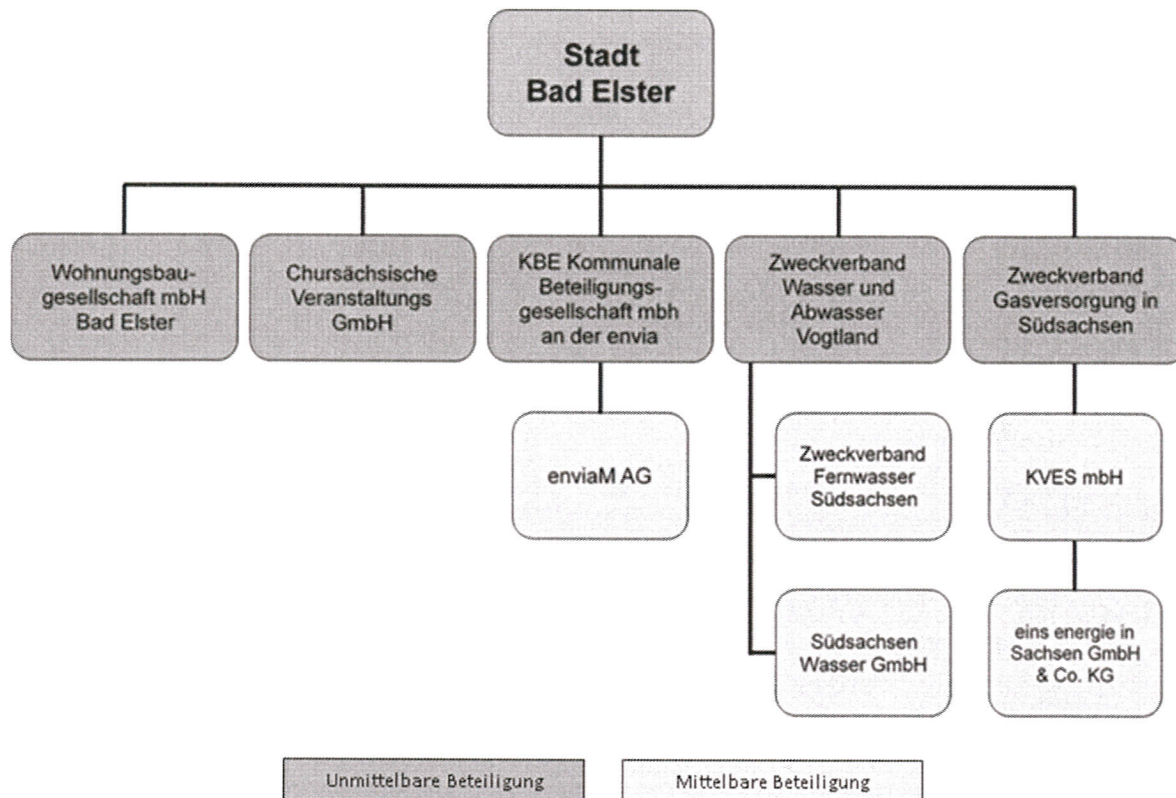 Stadt
Bad Elster
Wohnungsbau-
gesellschaft mbH
Bad Elster
Chursächsische
Veranstaltungs
GmbH
KBE Kommunale
Beteiligungs-
gesellschaft mbh
an der envia
Zweckverband
Wasser und
Abwasser
Vogtland
Zweckverband
Gasversorgung in
Südsachsen
enviaM AG
Zweckverband
Fernwasser
Südsachsen
KVES mbH
Südsachsen
Wasser GmbH
eins energie in
Sachsen GmbH
& Co. KG
Unmittelbare Beteiligung
Mittelbare Beteiligung